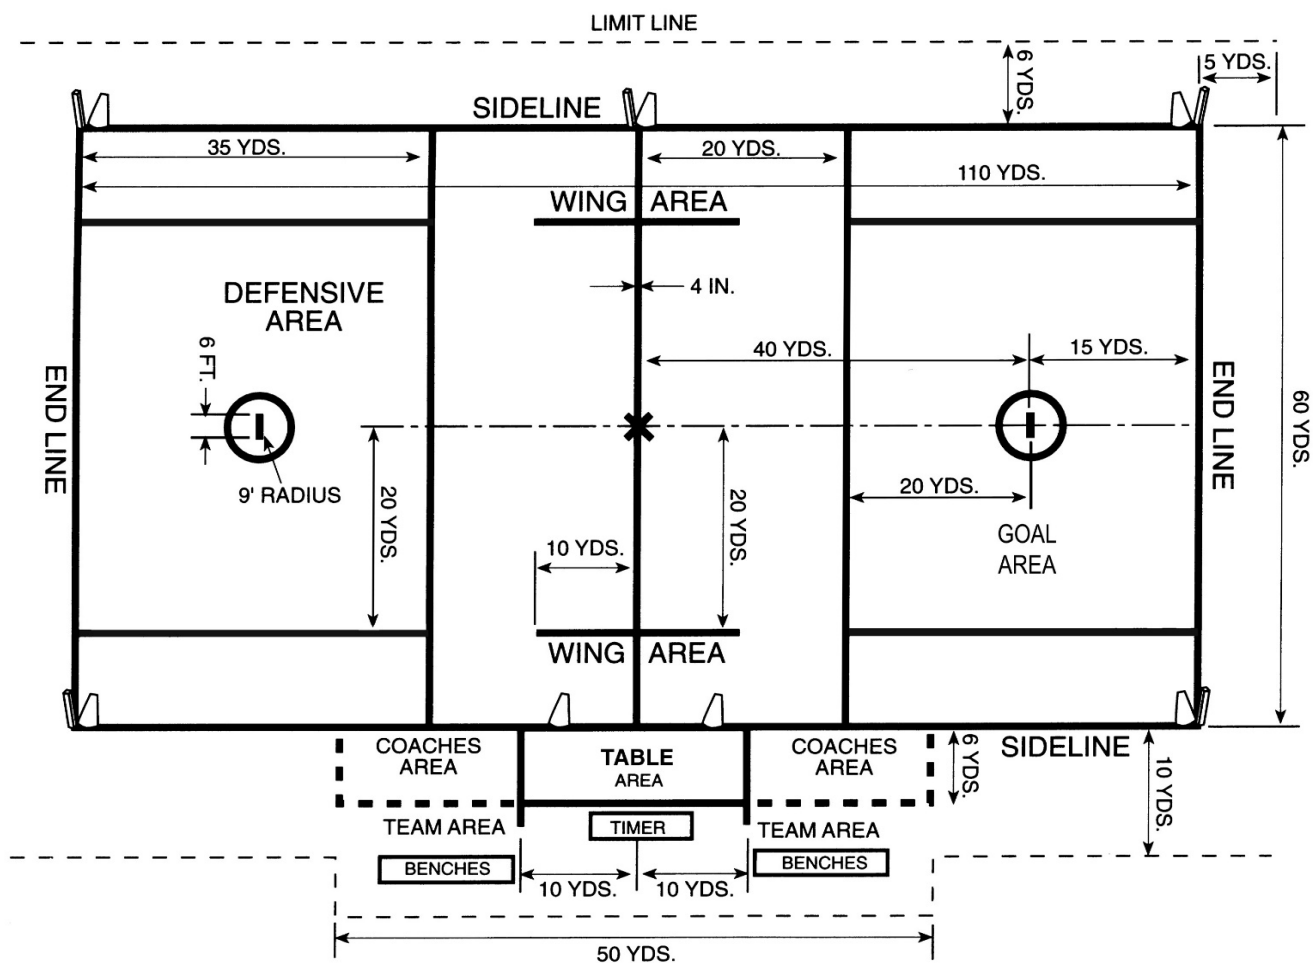 LIMIT LINE
6 YDS.
5 YDS.
SIDELINE
35 YDS.
20 YDS.
110 YDS.
WING AREA
4 IN.
DEFENSIVE
AREA
6 FT.
40 YDS.
15 YDS.
END LINE
END LINE
60 YDS.
9' RADIUS
20 YDS.
20 YDS.
20 YDS.
GOAL
AREA
10 YDS.
WING AREA
COACHES
AREA
TABLE
AREA
COACHES
AREA
6 YDS.
SIDELINE
10 YDS.
TEAM AREA
TIMER
TEAM AREA
BENCHES
BENCHES
10 YDS.
10 YDS.
50 YDS.